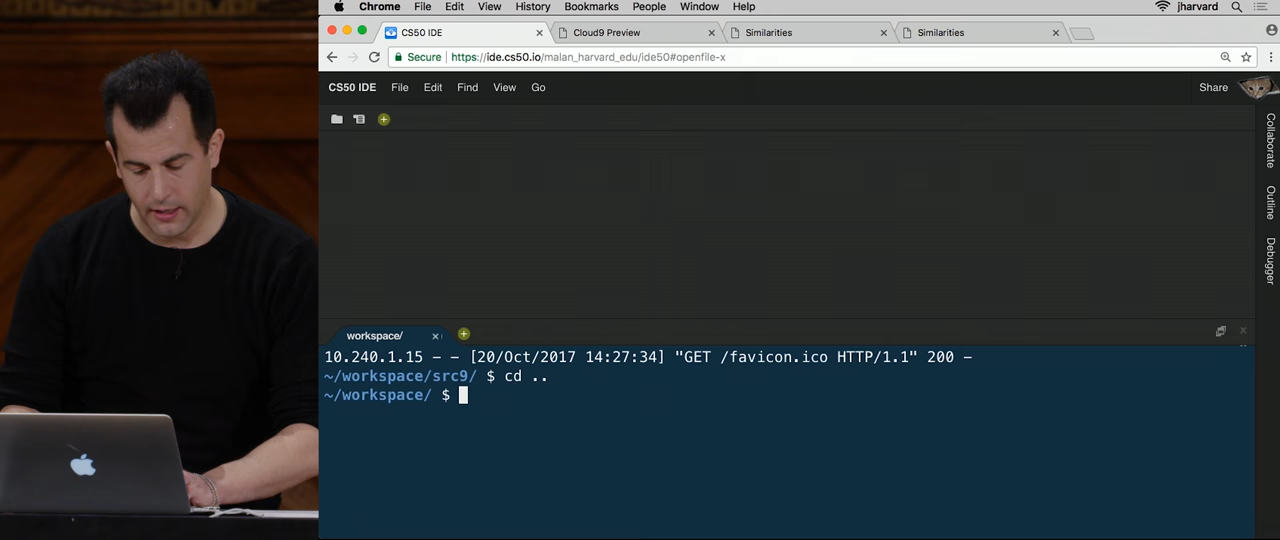 Chrome File Edit View History Bookmarks People Window Help jharvard
CS50 IDE Cloud9 Preview Similarities Similarities
Secure https://ide.cs50.io/malan_harvard_edu/ide50#openfile-x
CS50 IDE File Edit Find View Go Share
Collaborate
Outline
Debugger
workspace/
10.240.1.15 - - [20/Oct/2017 14:27:34] "GET /favicon.ico HTTP/1.1" 200 -
~/workspace/src9/ $ cd ..
~/workspace/ $